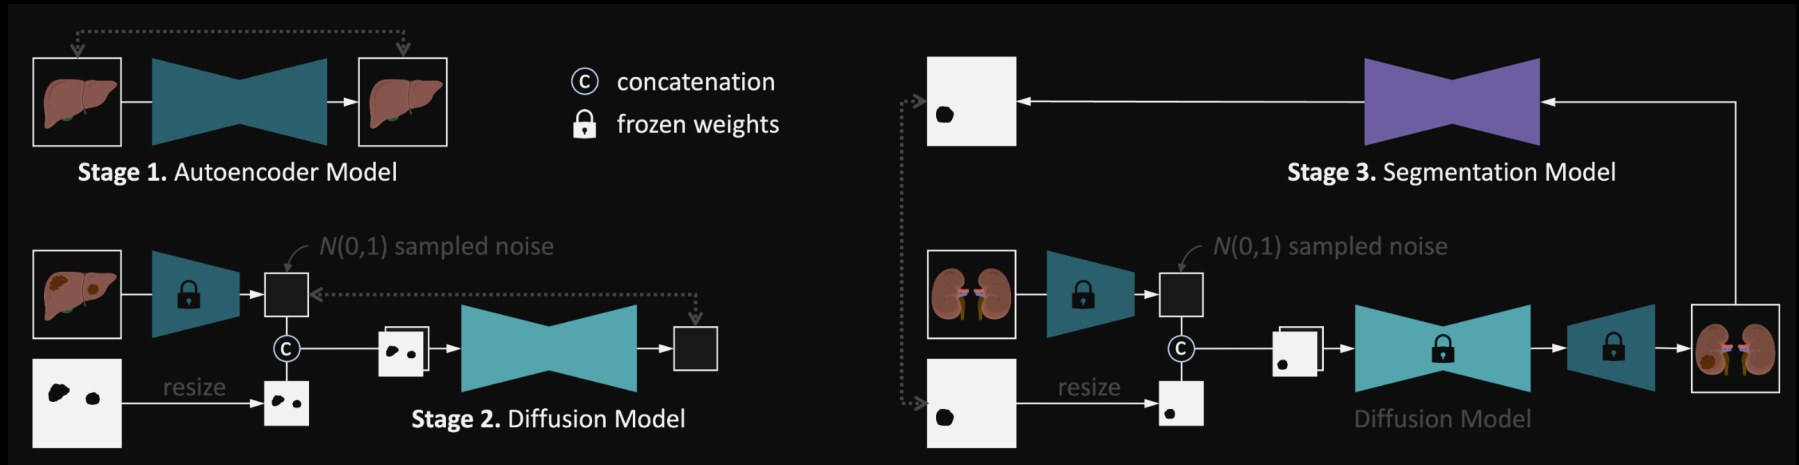 C concatenation
frozen weights
Stage 1. Autoencoder Model
N(0,1) sampled noise
C
resize
Stage 2. Diffusion Model
Stage 3. Segmentation Model
N(0,1) sampled noise
C
resize
Diffusion Model